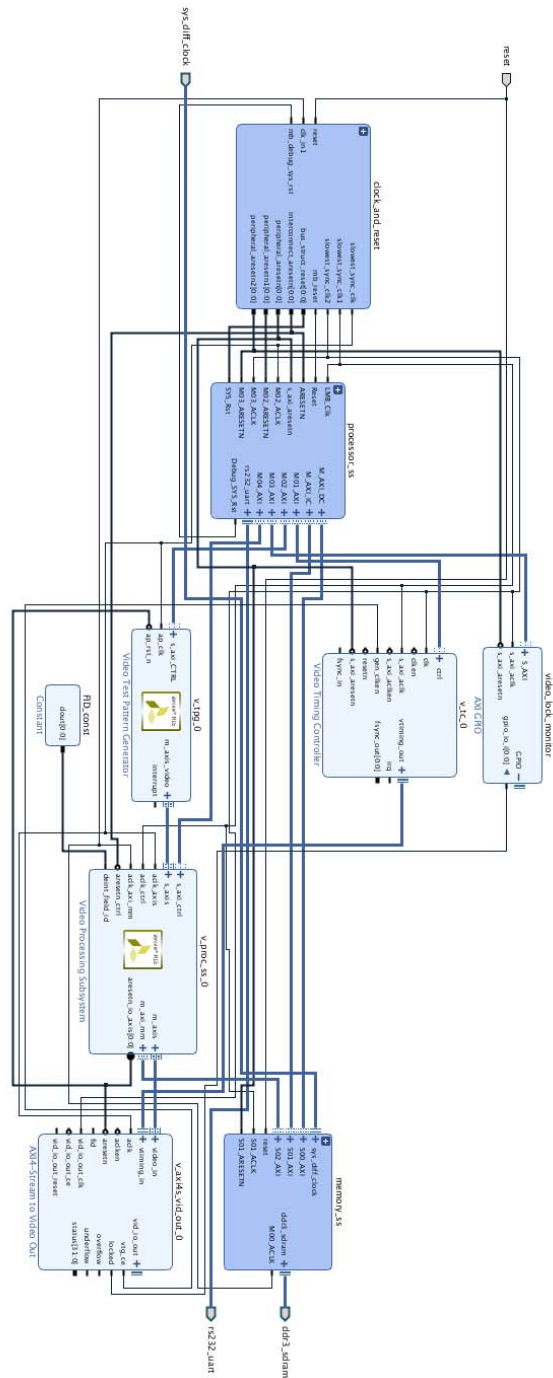 sys_diff_clock
reset
clock_and_reset
reset
clk_in1
mb_debug_sys_rst
slowest_sync_clk
slowest_sync_clk1
slowest_sync_clk2
mb_reset
bus_struct_reset[0:0]
interconnect_aresetn[0:0]
peripheral_aresetn[0:0]
peripheral_aresetn1[0:0]
peripheral_aresetn2[0:0]
processor_ss
LMB_Clk
Reset
ARESETN
s_axi_aresetn
M02_ACLK
M02_ARESETN
M03_ACLK
M03_ARESETN
SYS_Rst
M_AXI_DC
M_AXI_IC
M01_AXI
M02_AXI
M03_AXI
M04_AXI
rs232_uart
Debug_SYS_Rst
video_lock_monitor
S_AXI
s_axi_aclk
s_axi_aresetn
GPIO
gpio_io_i[0:0]
AXI GPIO
v_tc_0
ctrl
clk
clken
s_axi_aclk
s_axi_aclken
gen_clken
resetn
s_axi_aresetn
fsync_in
vtiming_out
irq
fsync_out[0:0]
Video Timing Controller
v_tpg_0
s_axi_CTRL
ap_clk
ap_rst_n
m_axis_video
interrupt
Video Test Pattern Generator
FID_const
dout[0:0]
Constant
v_proc_ss_0
s_axi_ctrl
s_axis
aclk_axis
aclk_ctrl
aclk_axi_mm
aresetn_ctrl
deint_field_id
m_axis
m_axi_mm
aresetn_io_axis[0:0]
Video Processing Subsystem
memory_ss
sys_diff_clock
S00_AXI
S01_AXI
S02_AXI
reset
S01_ACLK
S01_ARESETN
ddr3_sdram
M00_ACLK
v_axi4s_vid_out_0
video_in
vtiming_in
aclk
aclken
aresetn
fid
vid_io_out_clk
vid_io_out_ce
vid_io_out_reset
vid_io_out
vtg_ce
locked
overflow
underflow
status[31:0]
AXI4-Stream to Video Out
ddr3_sdram
rs232_uart